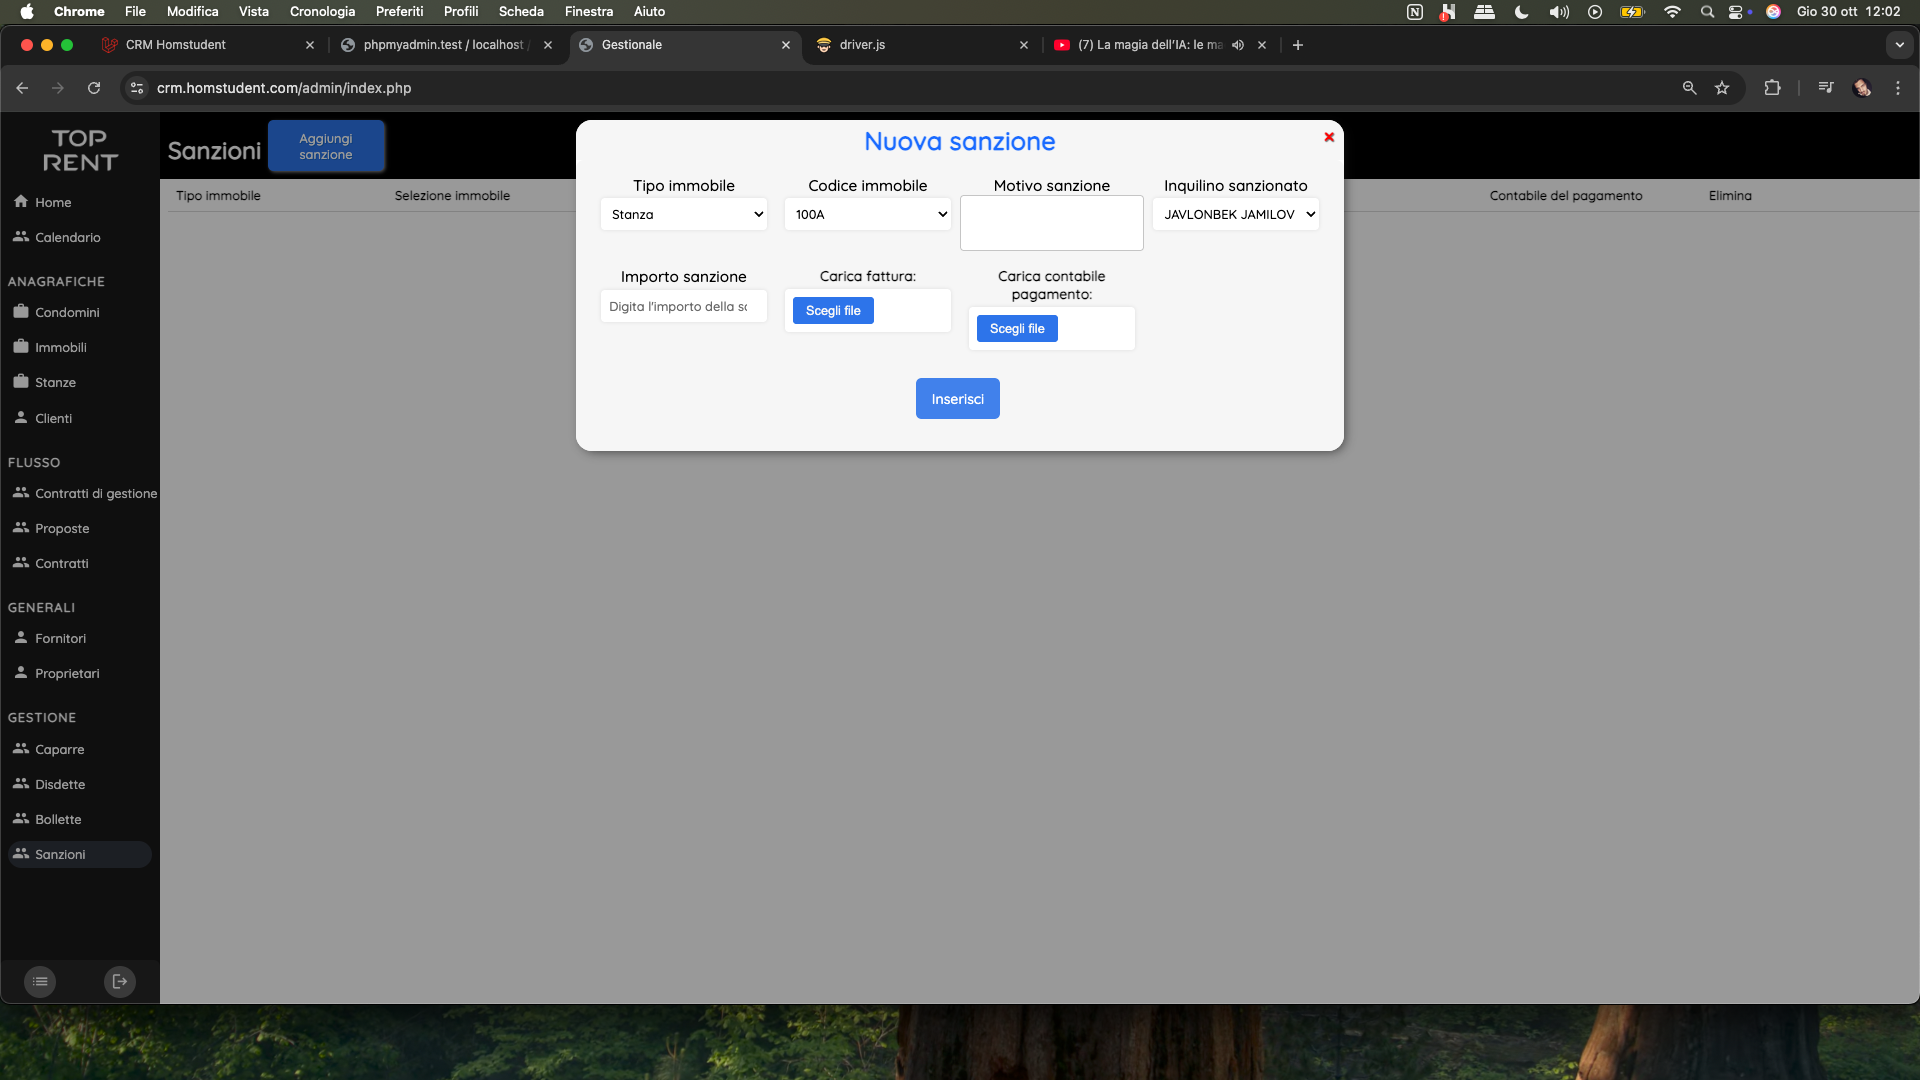 Chrome File Modifica Vista Cronologia Preferiti Profili Scheda Finestra Aiuto Gio 30 ott 12:02
CRM Homstudent phpmyadmin.test / localhost / Gestionale driver.js (7) La magia dell'IA: le ma
crm.homstudent.com/admin/index.php
TOP
RENT
Home
Calendario
ANAGRAFICHE
Condomini
Immobili
Stanze
Clienti
FLUSSO
Contratti di gestione
Proposte
Contratti
GENERALI
Fornitori
Proprietari
GESTIONE
Caparre
Disdette
Bollette
Sanzioni
Sanzioni
Aggiungi
sanzione
Tipo immobile Selezione immobile Contabile del pagamento Elimina
Nuova sanzione
Tipo immobile Codice immobile Motivo sanzione Inquilino sanzionato
Stanza 100A JAVLONBEK JAMILOV
Importo sanzione Carica fattura: Carica contabile
pagamento:
Digita l'importo della sc Scegli file
Scegli file
Inserisci